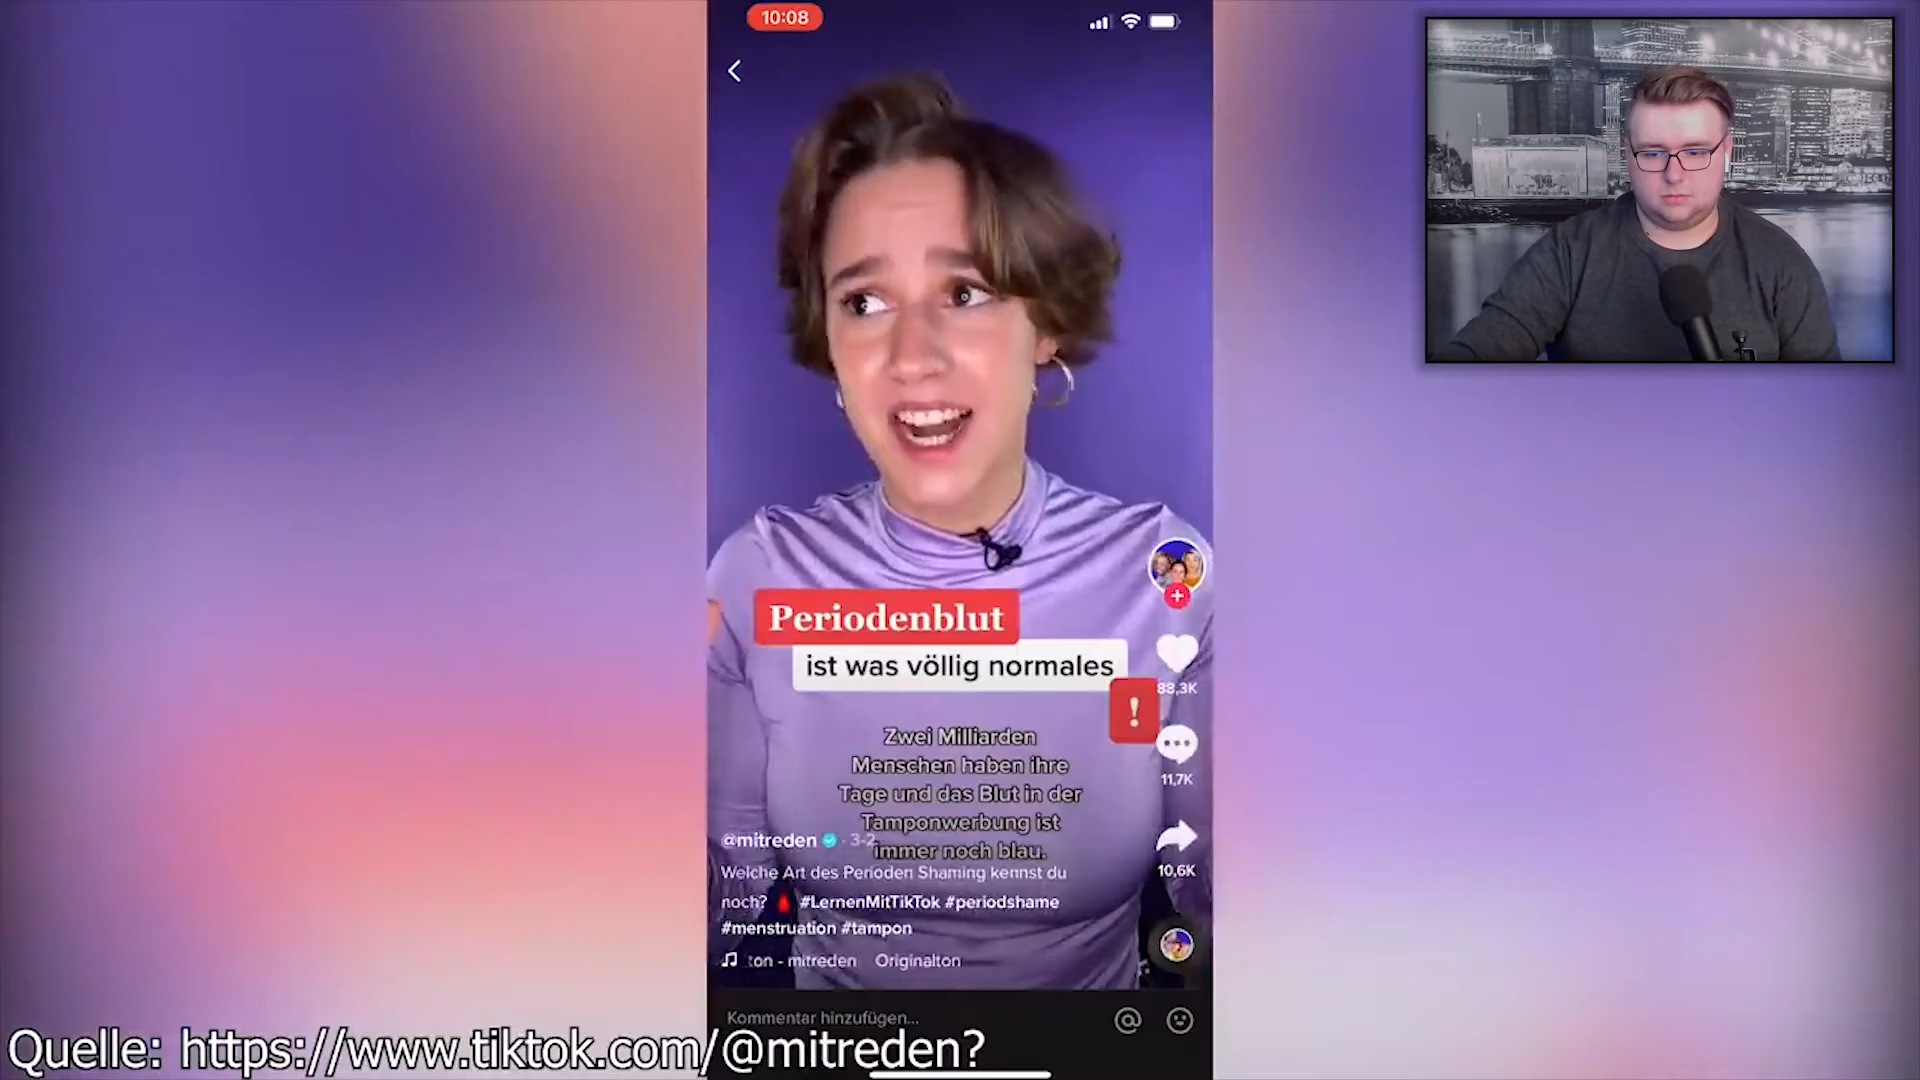 10:08
Periodenblut
ist was völlig normales
!
Zwei Milliarden
Menschen haben ihre
Tage und das Blut in der
Tamponwerbung ist
immer noch blau.
88,3K
11,7K
10,6K
@mitreden · 3-2
Welche Art des Perioden Shaming kennst du
noch? 🩸 #LernenMitTikTok #periodshame
#menstruation #tampon
ton - mitreden Originalton
Kommentar hinzufügen...
Quelle: https://www.tiktok.com/@mitreden?